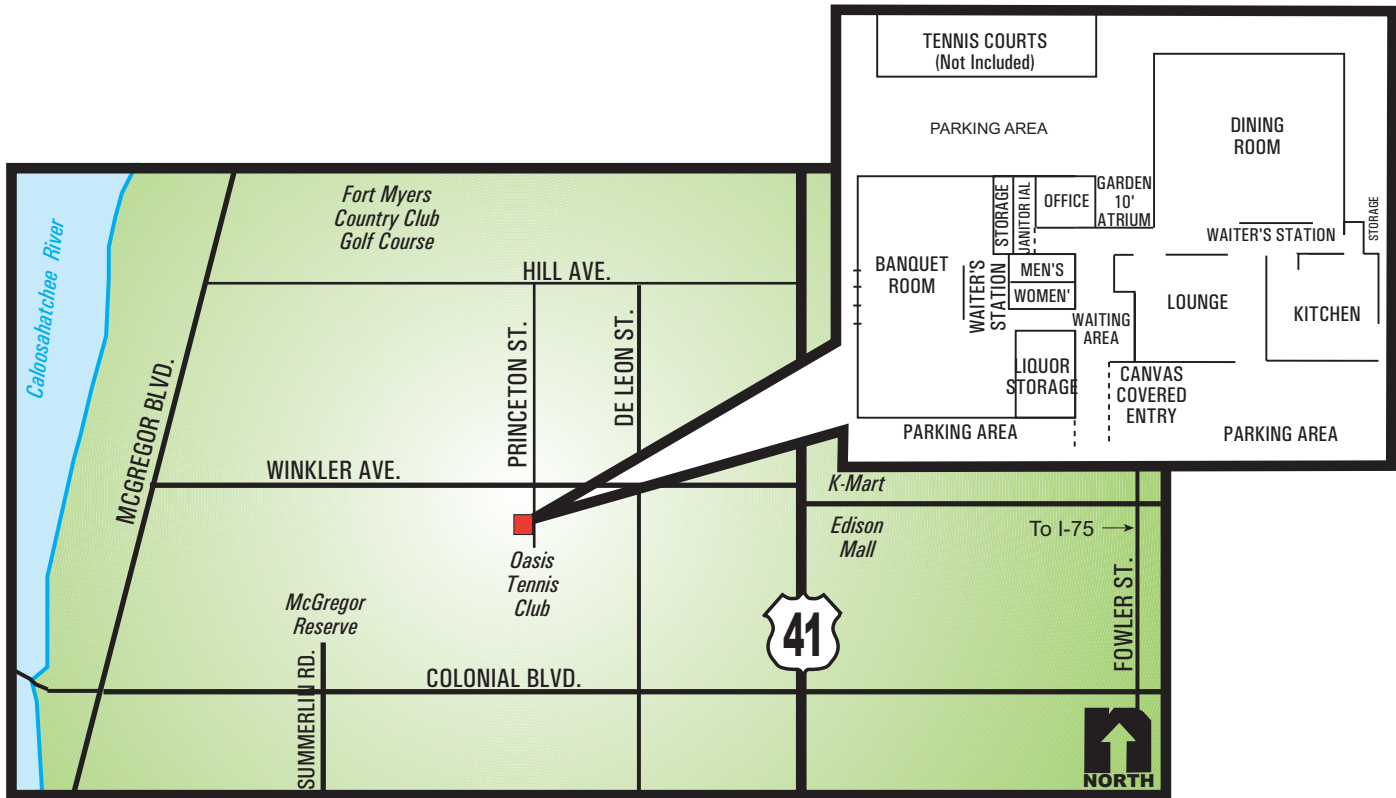 TENNIS COURTS
(Not Included)
PARKING AREA
DINING
ROOM
STORAGE
JANITORIAL
OFFICE
GARDEN
10'
ATRIUM
STORAGE
WAITER'S STATION
BANQUET
ROOM
WAITER'S
STATION
MEN'S
WOMEN'
LOUNGE
KITCHEN
WAITING
AREA
LIQUOR
STORAGE
CANVAS
COVERED
ENTRY
PARKING AREA
PARKING AREA
Fort Myers
Country Club
Golf Course
Caloosahatchee River
HILL AVE.
MCGREGOR BLVD.
PRINCETON ST.
DE LEON ST.
WINKLER AVE.
K-Mart
Edison
Mall
To I-75
Oasis
Tennis
Club
McGregor
Reserve
41
FOWLER ST.
SUMMERLIN RD.
COLONIAL BLVD.
n
NORTH